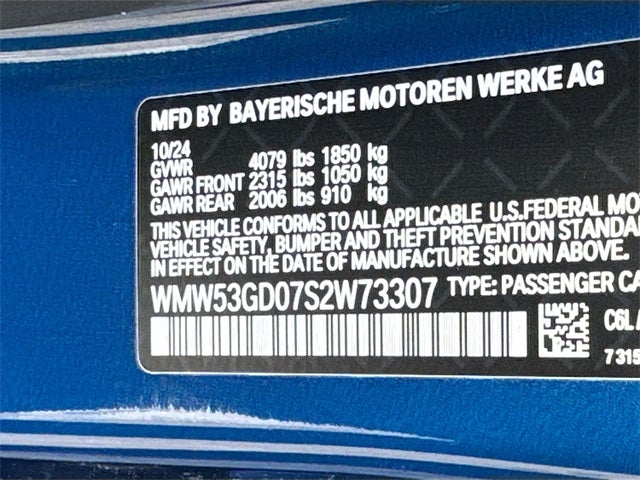 MFD BY BAYERISCHE MOTOREN WERKE AG
10/24
GVWR 4079 lbs 1850 kg
GAWR FRONT 2315 lbs 1050 kg
GAWR REAR 2006 lbs 910 kg
THIS VEHICLE CONFORMS TO ALL APPLICABLE U.S.FEDERAL MO
VEHICLE SAFETY, BUMPER AND THEFT PREVENTION STANDA
IN EFFECT ON THE DATE OF MANUFACTURE SHOWN ABOVE.
WMW53GD07S2W73307 TYPE: PASSENGER CA
C6L
7315